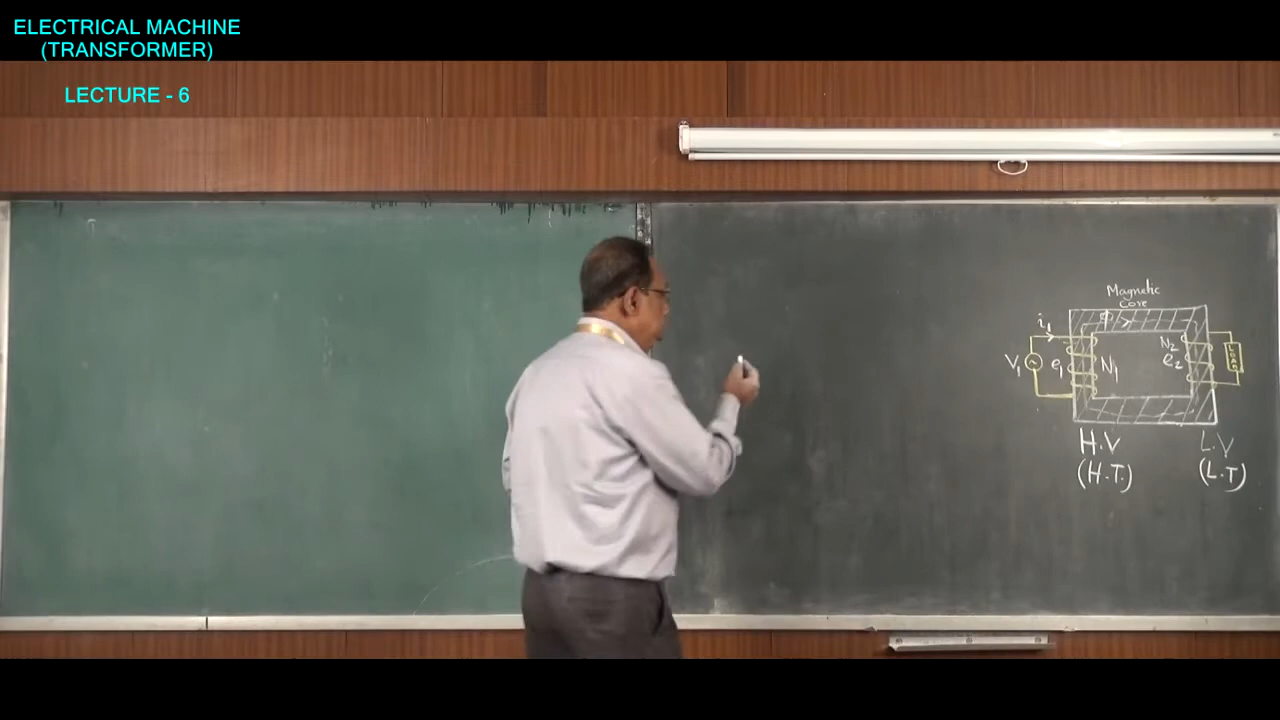 ELECTRICAL MACHINE
(TRANSFORMER)
LECTURE - 6
Magnetic
Core
Φ
i1
V1
e1
N1
N2
e2
LOAD
H.V
(H.T.)
L.V
(L.T)